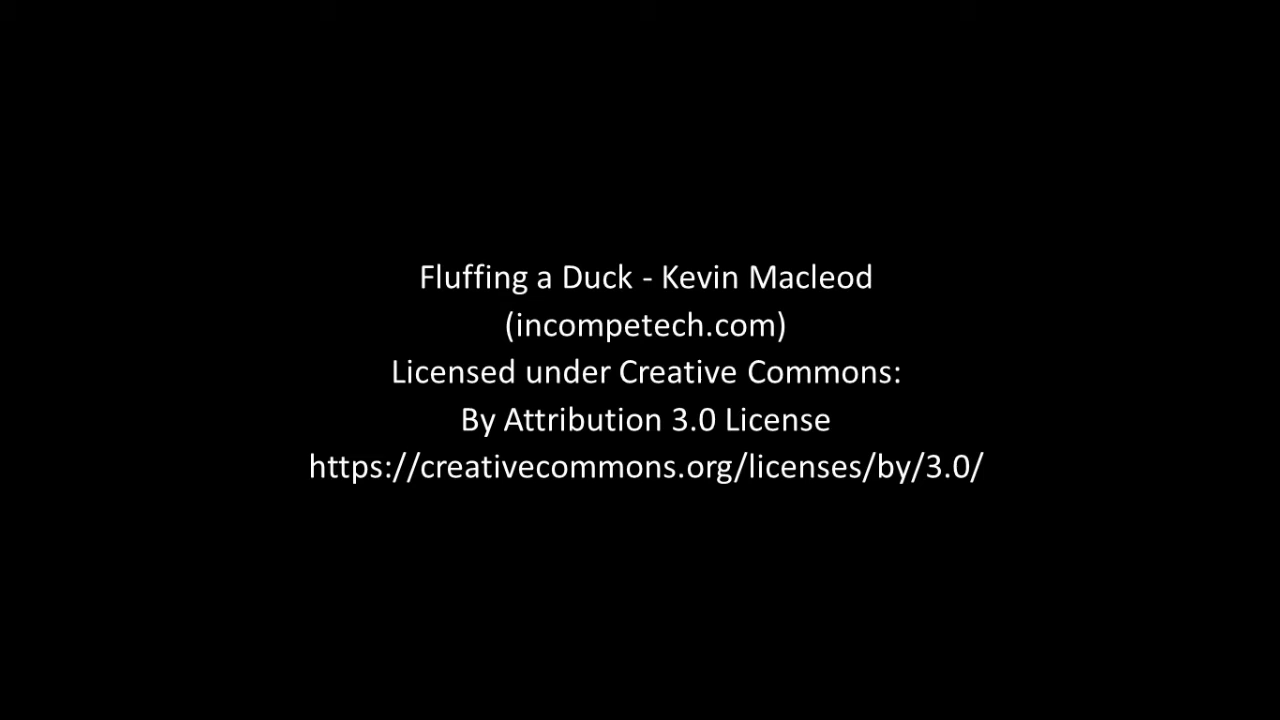 Fluffing a Duck - Kevin Macleod
(incompetech.com)
Licensed under Creative Commons:
By Attribution 3.0 License
https://creativecommons.org/licenses/by/3.0/